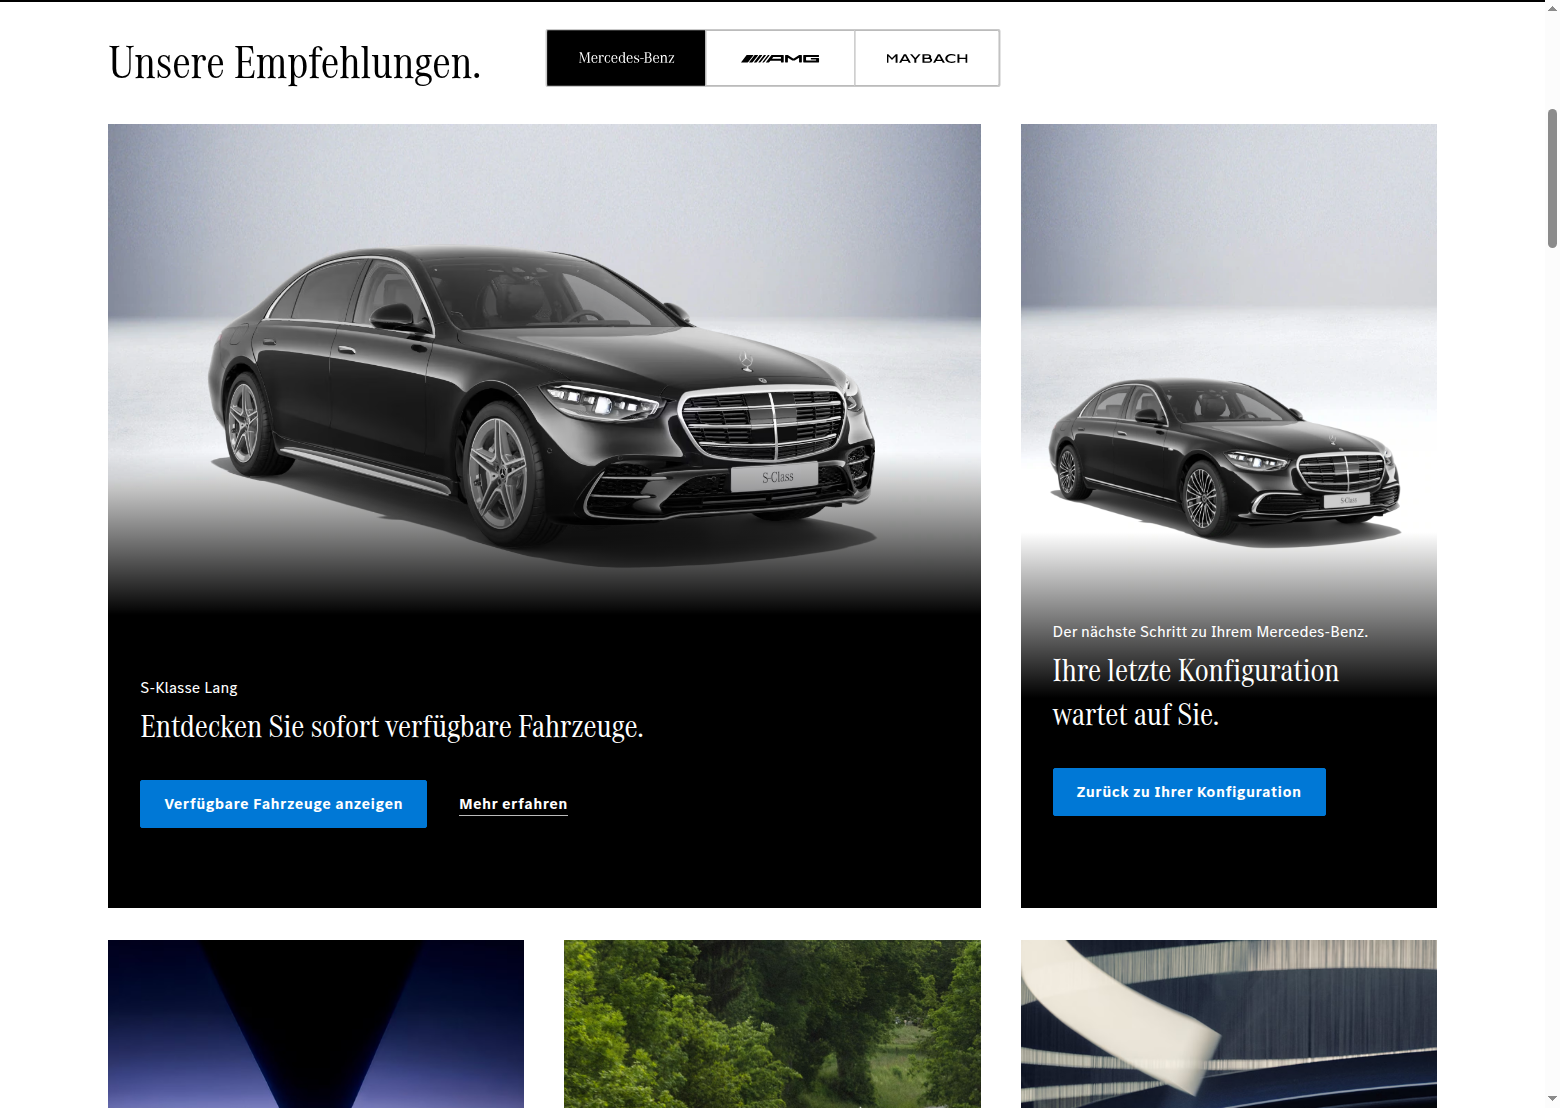 Unsere Empfehlungen.
Mercedes-Benz
AMG
MAYBACH
S-Class
S-Klasse Lang
Entdecken Sie sofort verfügbare Fahrzeuge.
Verfügbare Fahrzeuge anzeigen
Mehr erfahren
S-Class
Der nächste Schritt zu Ihrem Mercedes-Benz.
Ihre letzte Konfiguration
wartet auf Sie.
Zurück zu Ihrer Konfiguration